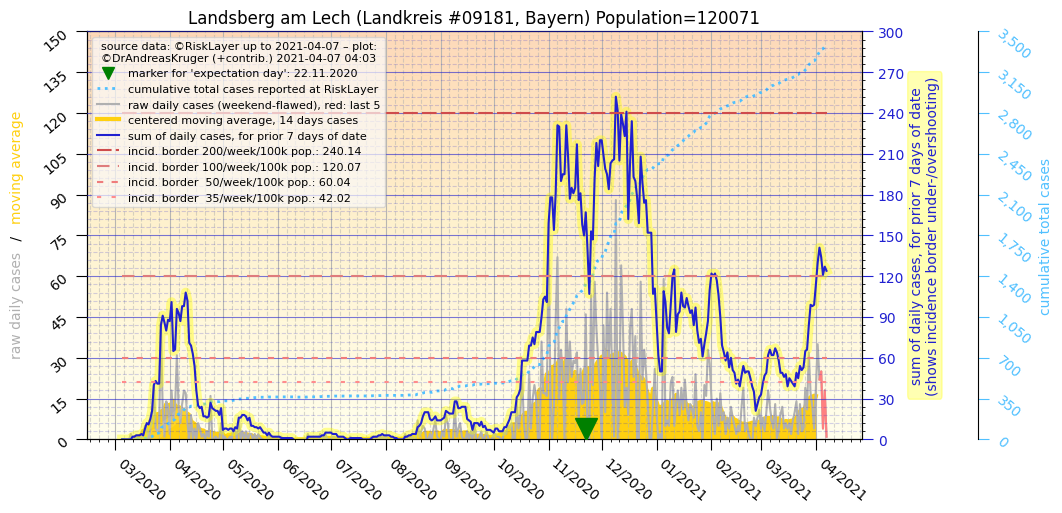 Landsberg am Lech (Landkreis #09181, Bayern) Population=120071
source data: ©RiskLayer up to 2021-04-07 – plot:
©DrAndreasKruger (+contrib.) 2021-04-07 04:03
marker for 'expectation day': 22.11.2020
cumulative total cases reported at RiskLayer
raw daily cases (weekend-flawed), red: last 5
centered moving average, 14 days cases
sum of daily cases, for prior 7 days of date
incid. border 200/week/100k pop.: 240.14
incid. border 100/week/100k pop.: 120.07
incid. border  50/week/100k pop.: 60.04
incid. border  35/week/100k pop.: 42.02
raw daily cases / moving average
150
135
120
105
90
75
60
45
30
15
0
03/2020
04/2020
05/2020
06/2020
07/2020
08/2020
09/2020
10/2020
11/2020
12/2020
01/2021
02/2021
03/2021
04/2021
300
270
240
210
180
150
120
90
60
30
0
sum of daily cases, for prior 7 days of date
(shows incidence border under-/overshooting)
3,500
3,150
2,800
2,450
2,100
1,750
1,400
1,050
700
350
0
cumulative total cases